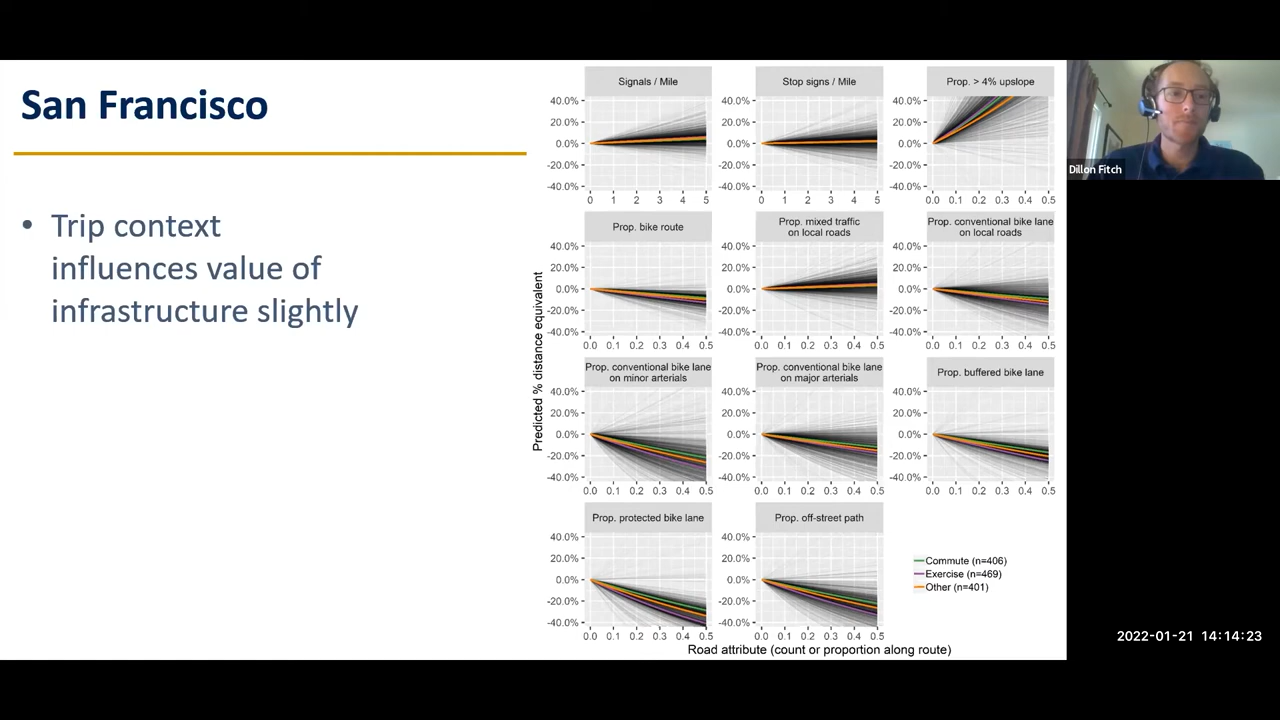 San Francisco
• Trip context
influences value of
infrastructure slightly
Predicted % distance equivalent
Signals / Mile
40.0%
20.0%
0.0%
-20.0%
-40.0%
0 1 2 3 4 5
Stop signs / Mile
40.0%
20.0%
0.0%
-20.0%
-40.0%
0 1 2 3 4 5
Prop. > 4% upslope
40.0%
20.0%
0.0%
-20.0%
-40.0%
0.0 0.1 0.2 0.3 0.4 0.5
Prop. bike route
40.0%
20.0%
0.0%
-20.0%
-40.0%
0.0 0.1 0.2 0.3 0.4 0.5
Prop. mixed traffic
on local roads
40.0%
20.0%
0.0%
-20.0%
-40.0%
0.0 0.1 0.2 0.3 0.4 0.5
Prop. conventional bike lane
on local roads
40.0%
20.0%
0.0%
-20.0%
-40.0%
0.0 0.1 0.2 0.3 0.4 0.5
Prop. conventional bike lane
on minor arterials
40.0%
20.0%
0.0%
-20.0%
-40.0%
0.0 0.1 0.2 0.3 0.4 0.5
Prop. conventional bike lane
on major arterials
40.0%
20.0%
0.0%
-20.0%
-40.0%
0.0 0.1 0.2 0.3 0.4 0.5
Prop. buffered bike lane
40.0%
20.0%
0.0%
-20.0%
-40.0%
0.0 0.1 0.2 0.3 0.4 0.5
Prop. protected bike lane
40.0%
20.0%
0.0%
-20.0%
-40.0%
0.0 0.1 0.2 0.3 0.4 0.5
Prop. off-street path
40.0%
20.0%
0.0%
-20.0%
-40.0%
0.0 0.1 0.2 0.3 0.4 0.5
Commute (n=406)
Exercise (n=469)
Other (n=401)
Road attribute (count or proportion along route)
Dillon Fitch
2022-01-21 14:14:23